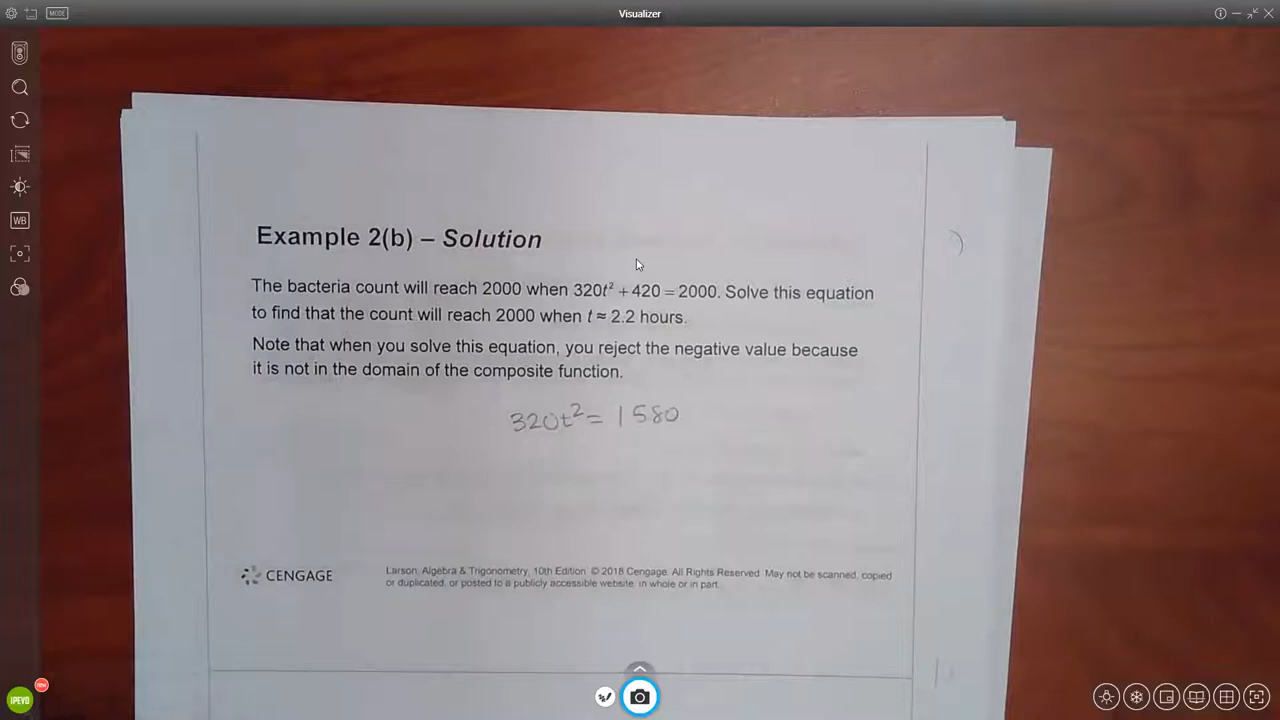 MODE
Visualizer
WB
Example 2(b) – Solution
The bacteria count will reach 2000 when 320t² + 420 = 2000. Solve this equation
to find that the count will reach 2000 when t ≈ 2.2 hours.
Note that when you solve this equation, you reject the negative value because
it is not in the domain of the composite function.
320t² = 1580
CENGAGE
Larson, Algebra & Trigonometry, 10th Edition. © 2018 Cengage. All Rights Reserved. May not be scanned, copied
or duplicated, or posted to a publicly accessible website, in whole or in part.
IPEVO
new